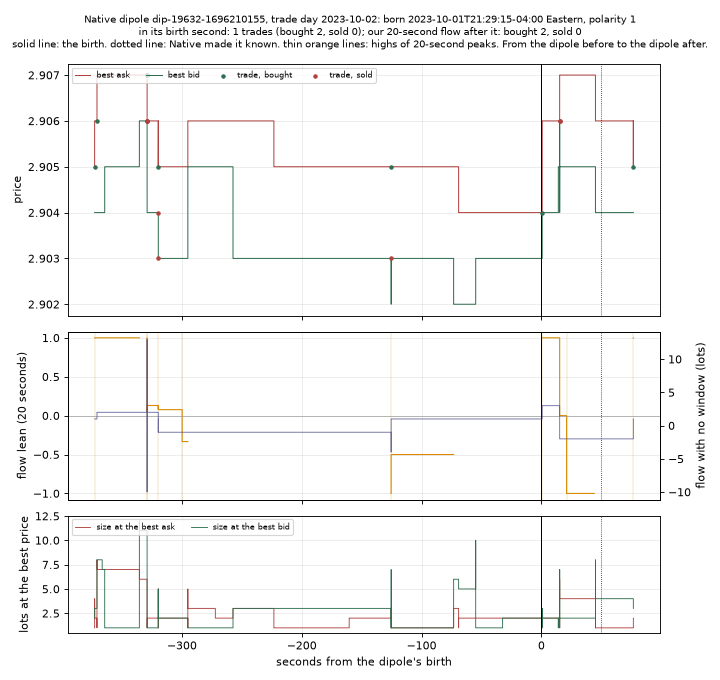 Native dipole dip-19632-1696210155, trade day 2023-10-02: born 2023-10-01T21:29:15-04:00 Eastern, polarity 1
in its birth second: 1 trades (bought 2, sold 0); our 20-second flow after it: bought 2, sold 0
solid line: the birth. dotted line: Native made it known. thin orange lines: highs of 20-second peaks. From the dipole before to the dipole after.
best ask
best bid
trade, bought
trade, sold
2.907
2.906
2.905
2.904
2.903
2.902
price
1.0
0.5
0.0
−0.5
−1.0
flow lean (20 seconds)
10
5
0
−5
−10
flow with no window (lots)
size at the best ask
size at the best bid
12.5
10.0
7.5
5.0
2.5
lots at the best price
−300
−200
−100
0
seconds from the dipole's birth